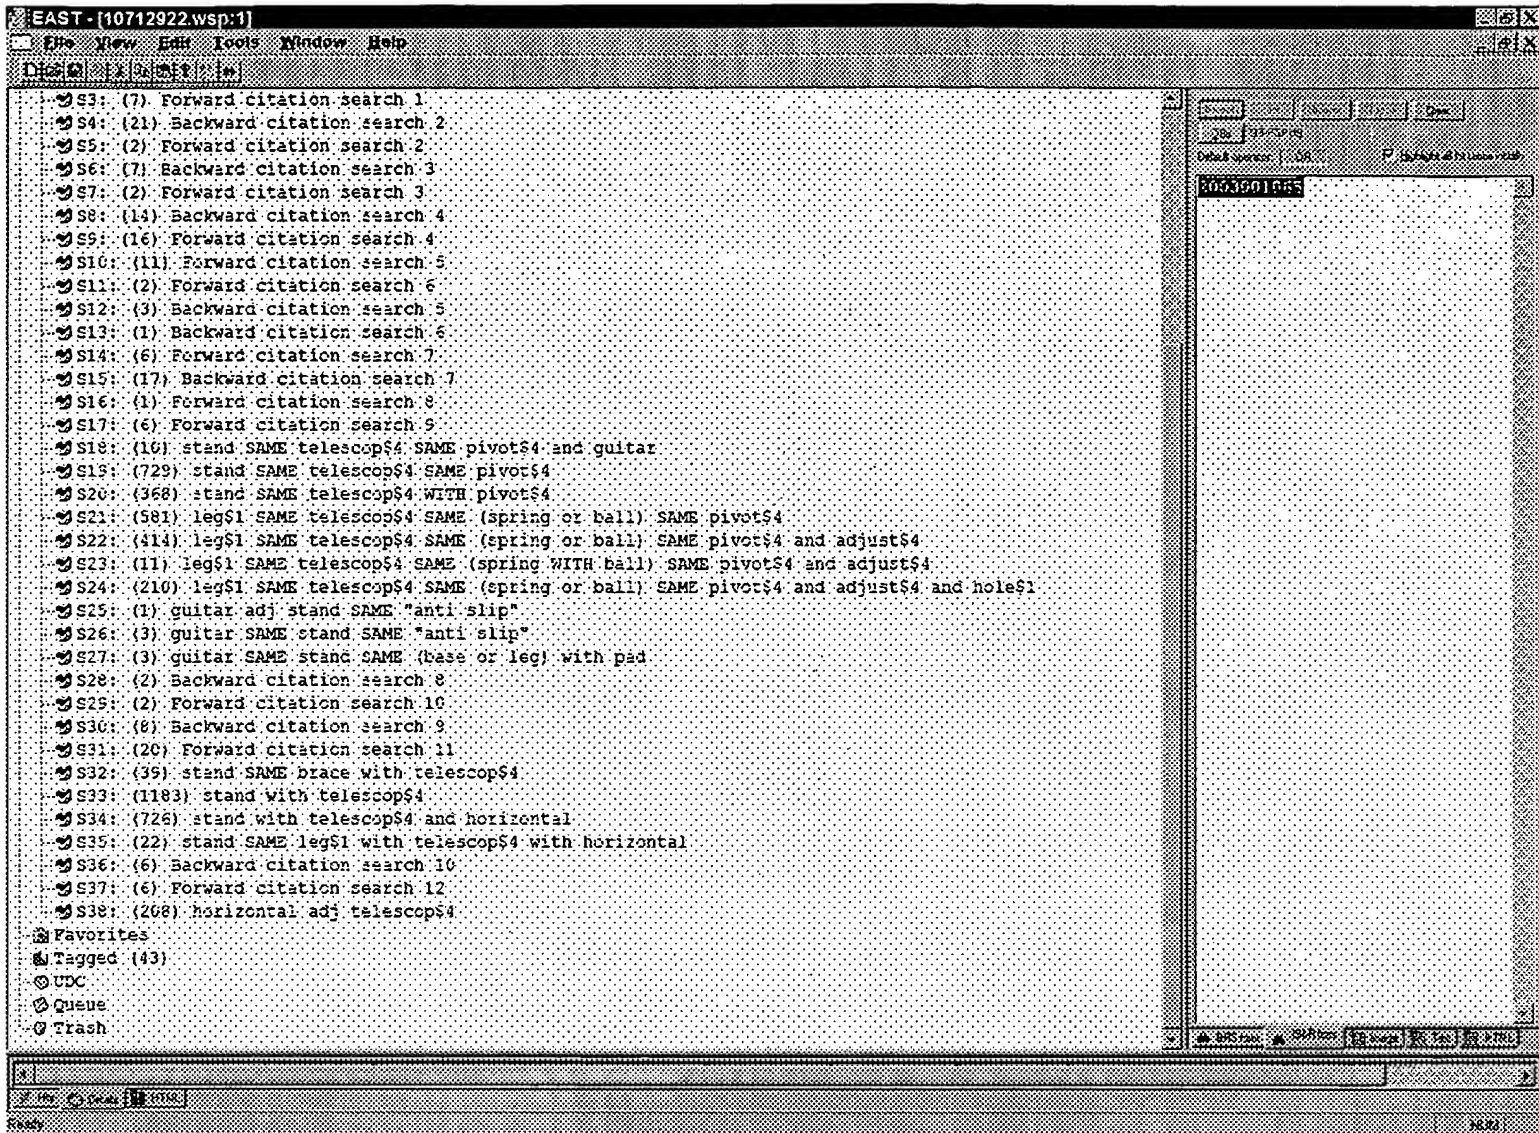 EAST - [10712922.wsp:1]
File View Edit Tools Window Help
S3: (7) Forward citation search 1
S4: (21) Backward citation search 2
S5: (2) Forward citation search 2
S6: (7) Backward citation search 3
S7: (2) Forward citation search 3
S8: (14) Backward citation search 4
S9: (16) Forward citation search 4
S10: (11) Forward citation search 5
S11: (2) Forward citation search 6
S12: (3) Backward citation search 5
S13: (1) Backward citation search 6
S14: (6) Forward citation search 7
S15: (17) Backward citation search 7
S16: (1) Forward citation search 8
S17: (6) Forward citation search 9
S18: (10) stand SAME telescop$4 SAME pivot$4 and guitar
S19: (729) stand SAME telescop$4 SAME pivot$4
S20: (368) stand SAME telescop$4 WITH pivot$4
S21: (581) leg$1 SAME telescop$4 SAME (spring or ball) SAME pivot$4
S22: (414) leg$1 SAME telescop$4 SAME (spring or ball) SAME pivot$4 and adjust$4
S23: (11) leg$1 SAME telescop$4 SAME (spring WITH ball) SAME pivot$4 and adjust$4
S24: (210) leg$1 SAME telescop$4 SAME (spring or ball) SAME pivot$4 and adjust$4 and hole$1
S25: (1) guitar adj stand SAME "anti slip"
S26: (3) guitar SAME stand SAME "anti slip"
S27: (3) guitar SAME stand SAME (base or leg) with pad
S28: (2) Backward citation search 8
S29: (2) Forward citation search 10
S30: (8) Backward citation search 9
S31: (20) Forward citation search 11
S32: (39) stand SAME brace with telescop$4
S33: (1183) stand with telescop$4
S34: (726) stand with telescop$4 and horizontal
S35: (22) stand SAME leg$1 with telescop$4 with horizontal
S36: (6) Backward citation search 10
S37: (6) Forward citation search 12
S38: (208) horizontal adj telescop$4
Favorites
Tagged (43)
UDC
Queue
Trash
Default operator: OR
Text
HTML
HTML
Ready
NUM